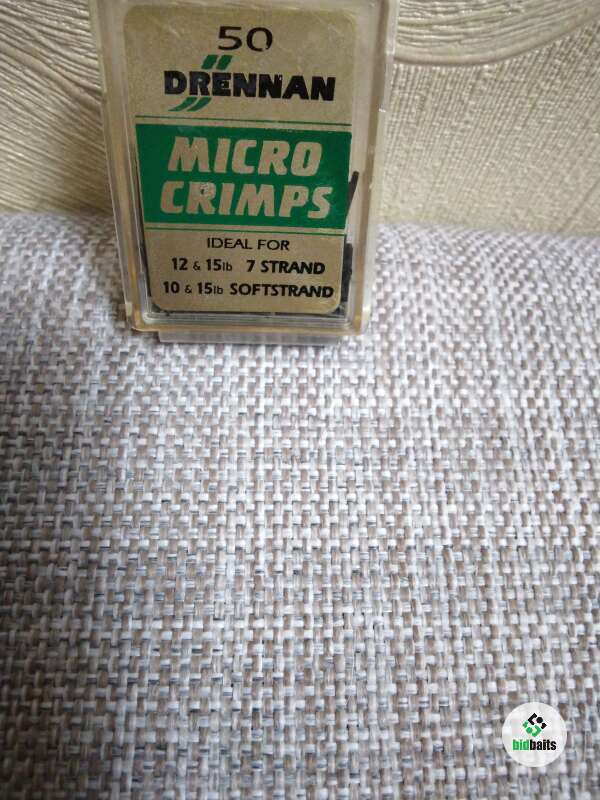 50
DRENNAN
MICRO
CRIMPS
IDEAL FOR
12 & 15lb 7 STRAND
10 & 15lb SOFTSTRAND
bidbaits